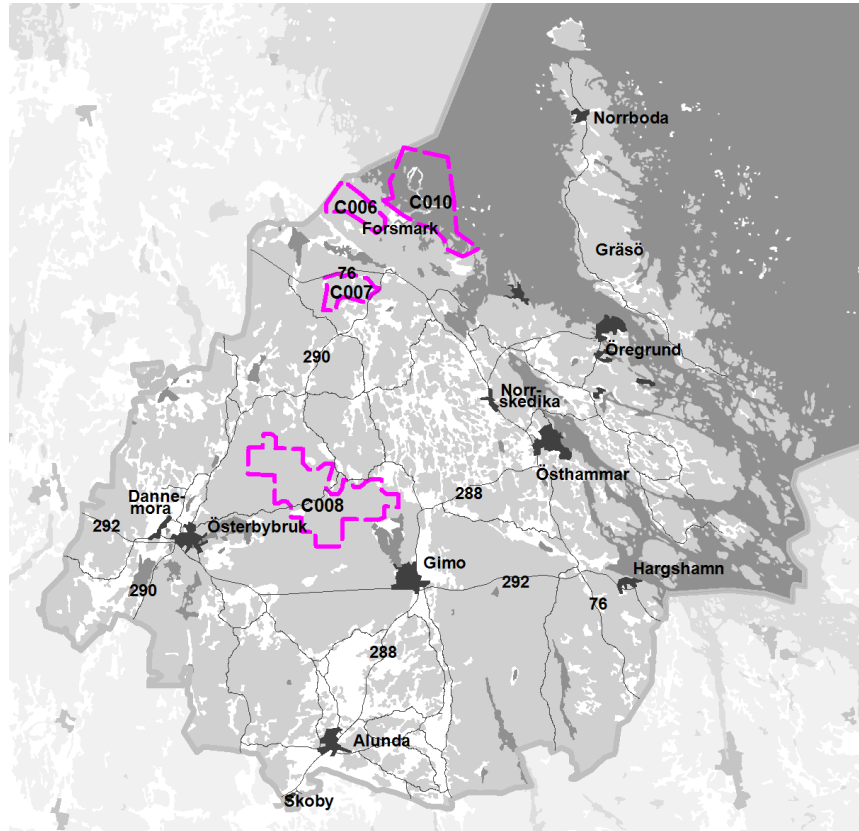 Norrboda
C006
C010
Forsmark
Gräsö
76
C007
290
Öregrund
Norr-
skedika
Östhammar
288
Danne-
mora
C008
292
Österbybruk
Gimo
292
Hargshamn
290
76
288
Alunda
Skoby